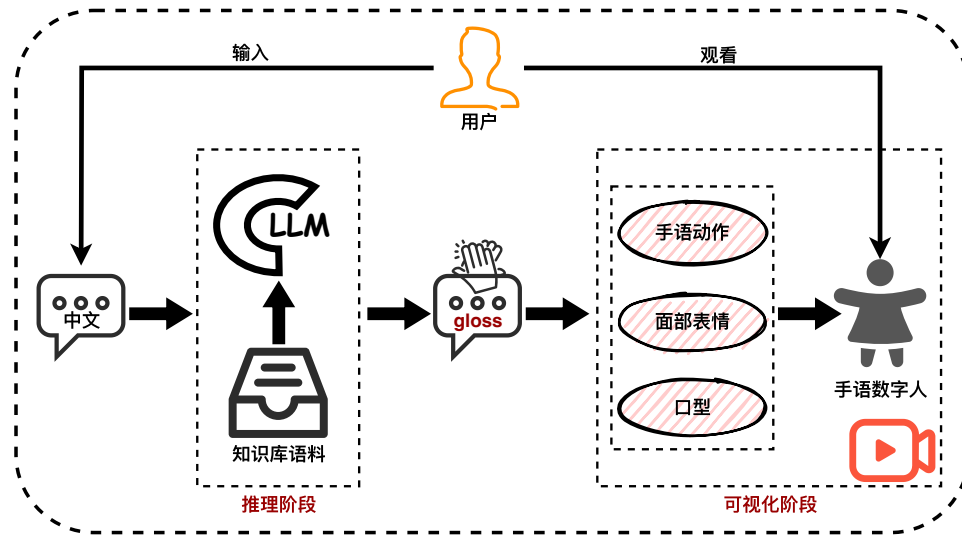 输入
观看
用户
LLM
手语动作
中文
gloss
面部表情
手语数字人
口型
知识库语料
推理阶段
可视化阶段